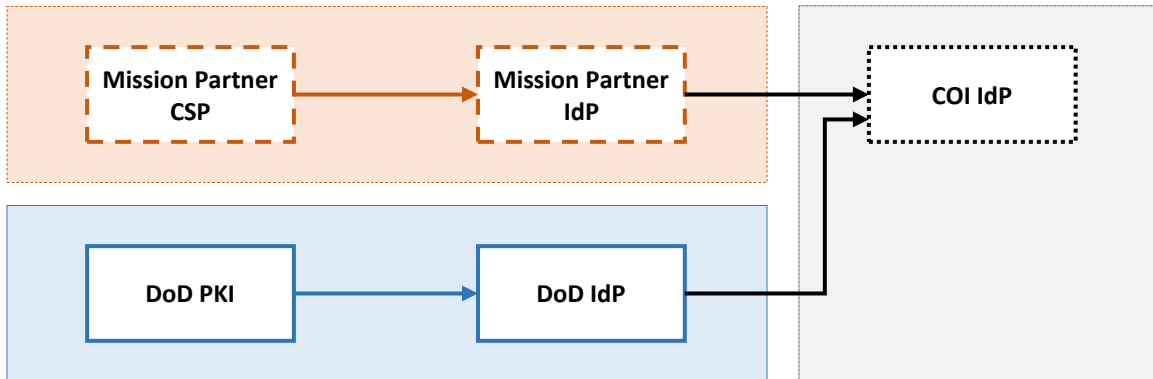 Mission Partner
CSP
Mission Partner
IdP
COI IdP
DoD PKI
DoD IdP